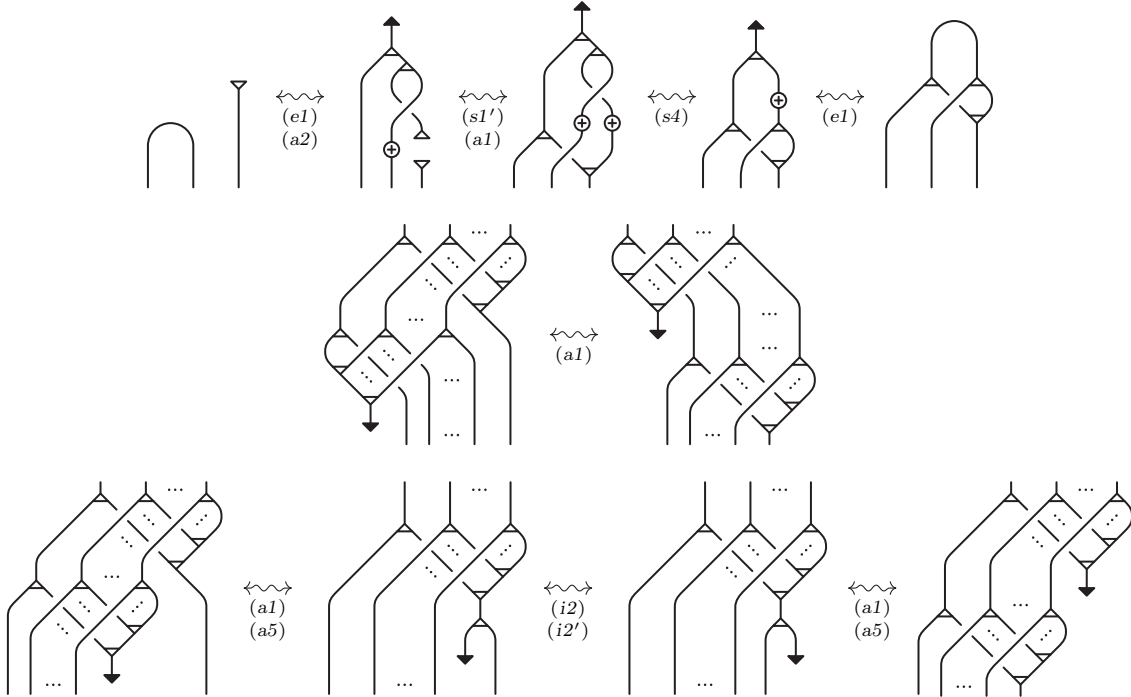 (e1)
(a2)
(s1′)
(a1)
(s4)
(e1)
...
...
(a1)
...
(a1)
(a5)
(i2)
(i2′)
(a1)
(a5)